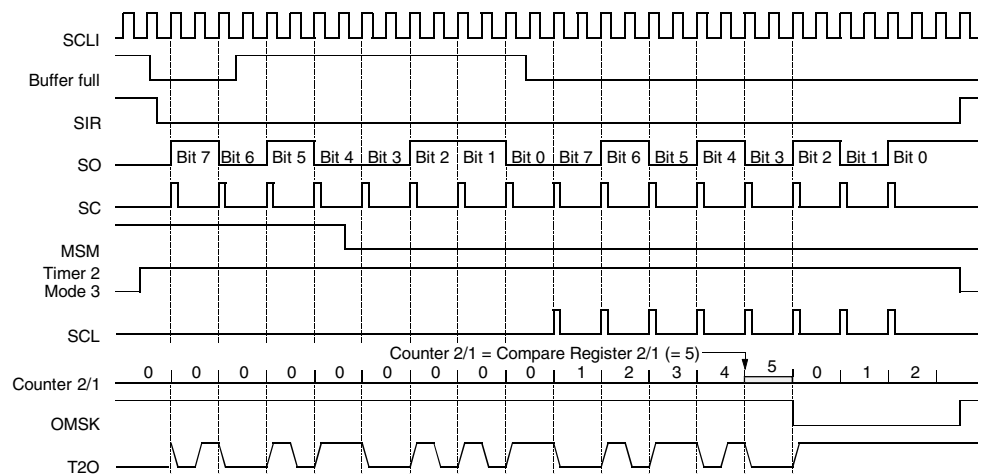 SCLI
Buffer full
SIR
SO Bit 7 Bit 6 Bit 5 Bit 4 Bit 3 Bit 2 Bit 1 Bit 0 Bit 7 Bit 6 Bit 5 Bit 4 Bit 3 Bit 2 Bit 1 Bit 0
SC
MSM
Timer 2
Mode 3
SCL
Counter 2/1 = Compare Register 2/1 (= 5)
Counter 2/1 0 0 0 0 0 0 0 0 0 1 2 3 4 5 0 1 2
OMSK
T2O